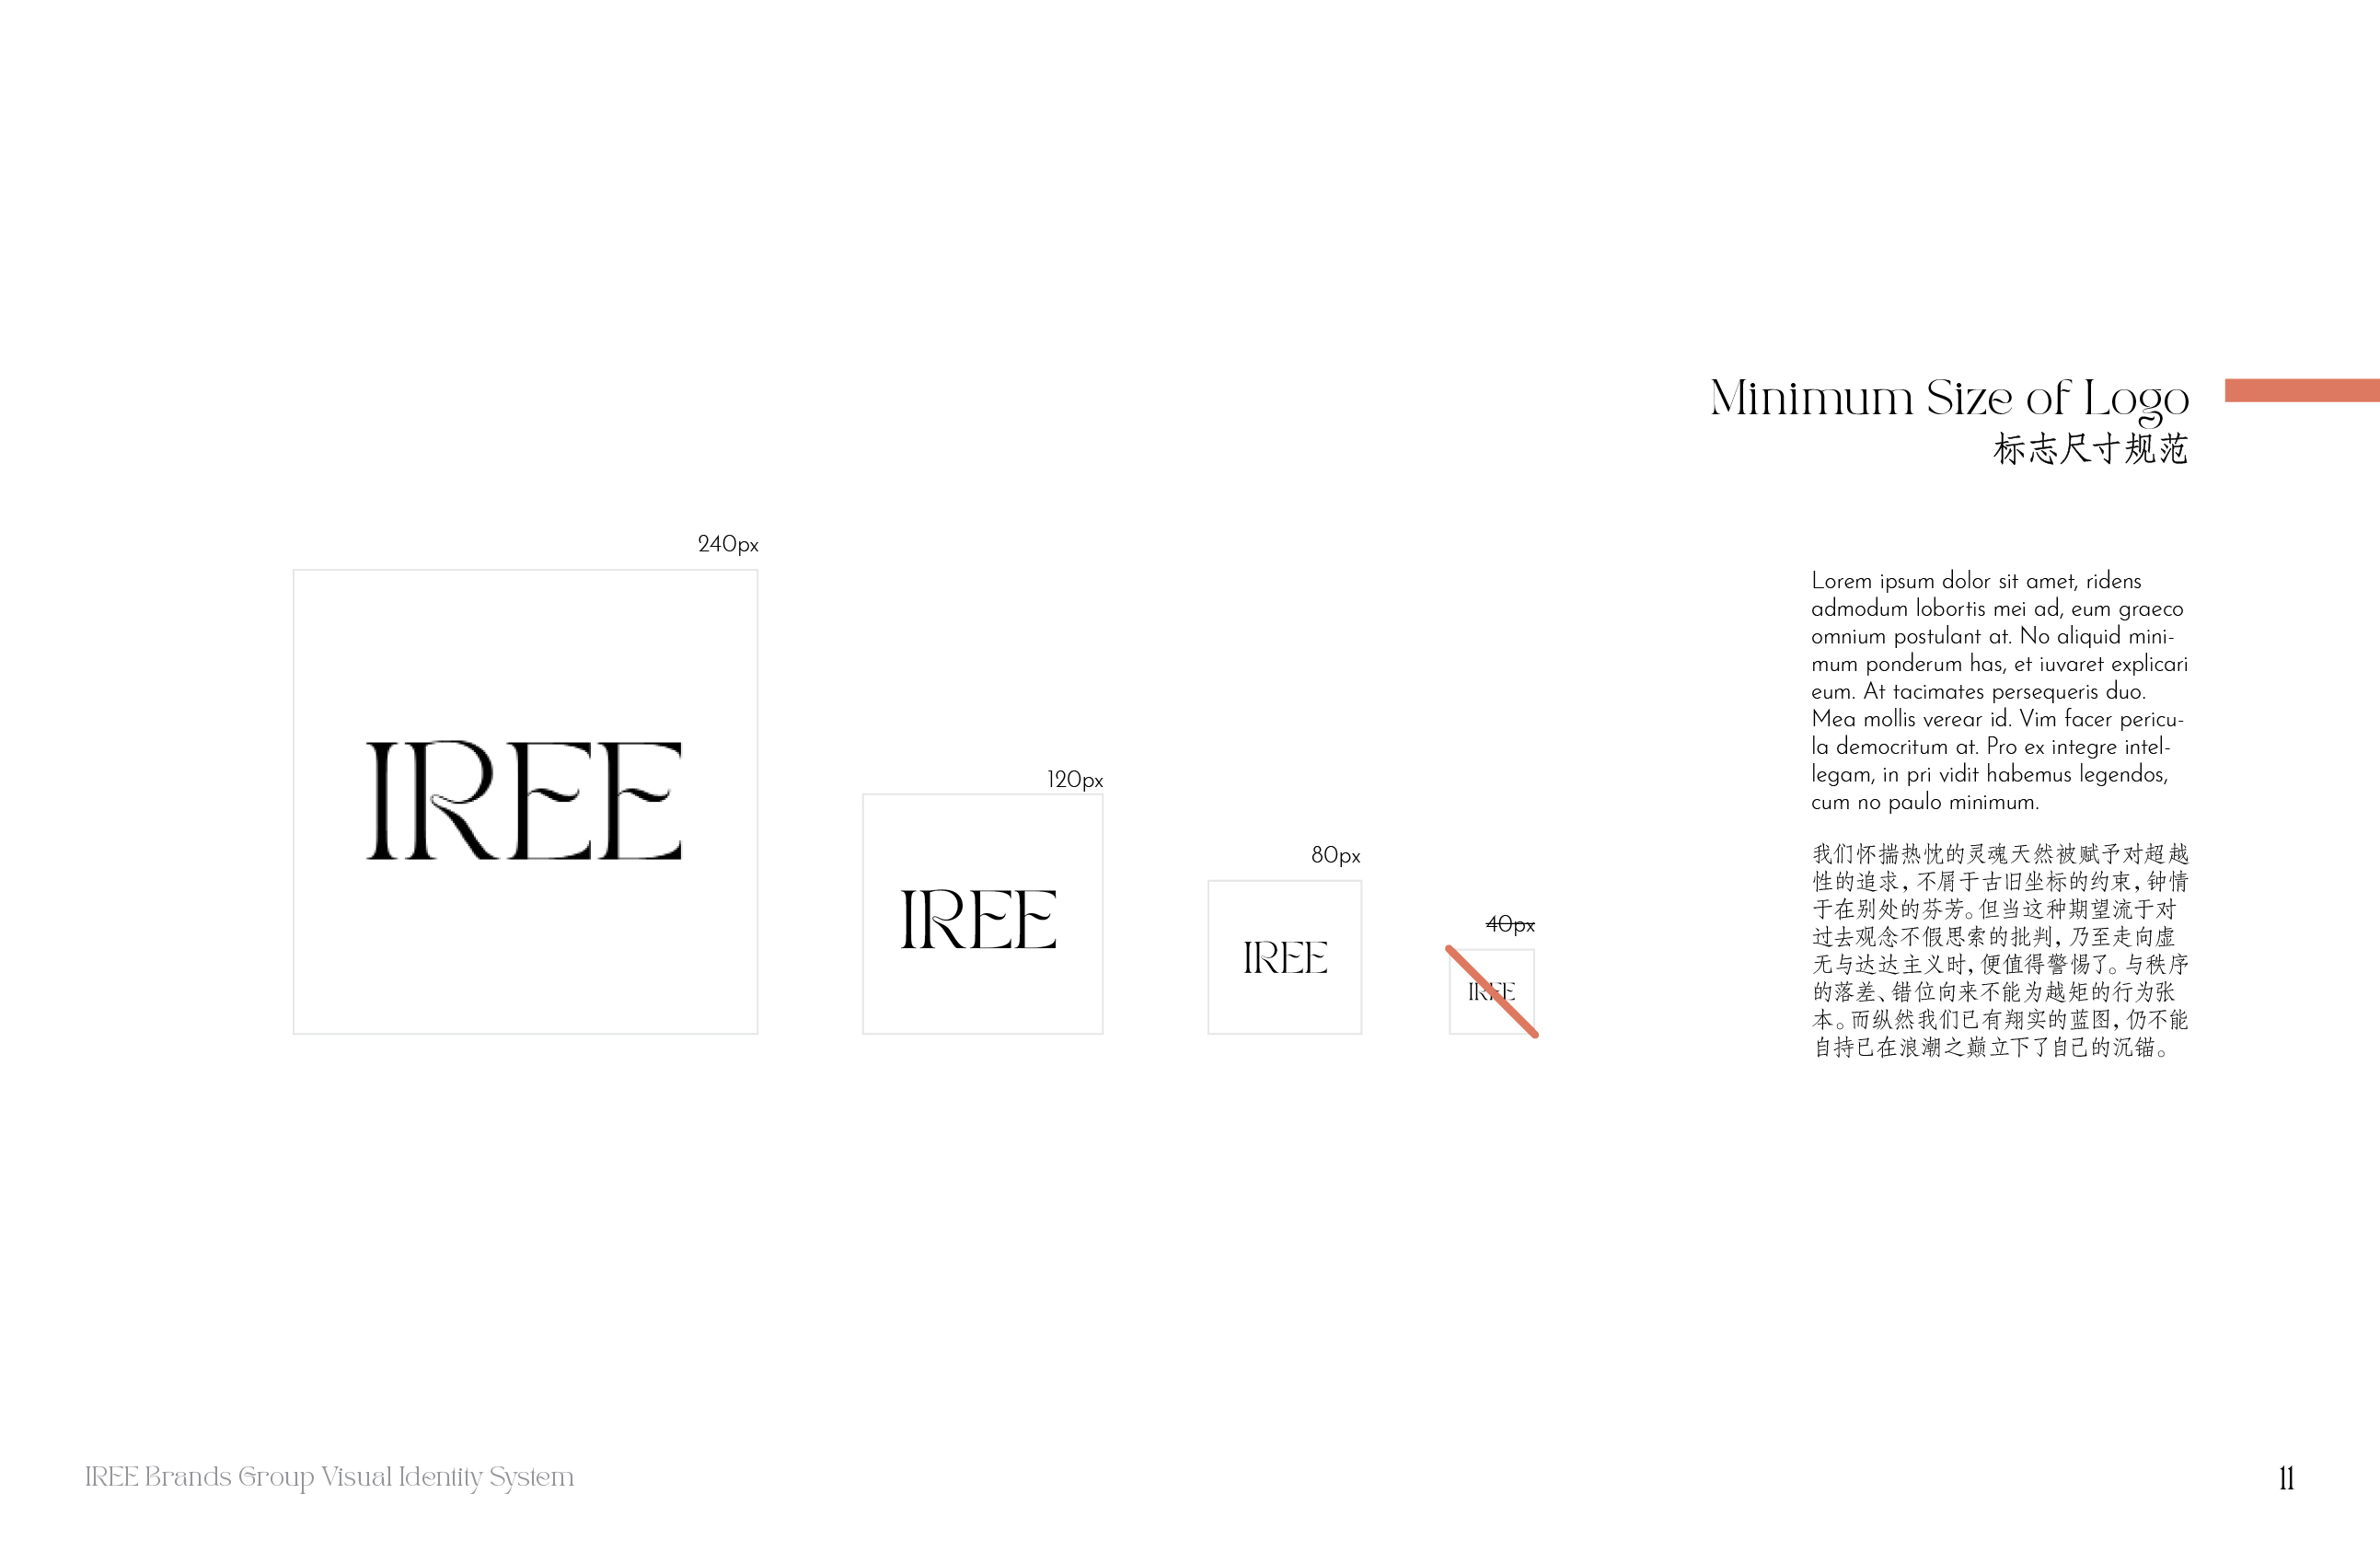 Minimum Size of Logo
标志尺寸规范
240px
IREE
120px
IREE
80px
IREE
40px
IREE
Lorem ipsum dolor sit amet, ridens
admodum lobortis mei ad, eum graeco
omnium postulant at. No aliquid mini-
mum ponderum has, et iuvaret explicari
eum. At tacimates persequeris duo.
Mea mollis verear id. Vim facer pericu-
la democritum at. Pro ex integre intel-
legam, in pri vidit habemus legendos,
cum no paulo minimum.
我们怀揣热忱的灵魂天然被赋予对超越
性的追求，不屑于古旧坐标的约束，钟情
于在别处的芬芳。但当这种期望流于对
过去观念不假思索的批判，乃至走向虚
无与达达主义时，便值得警惕了。与秩序
的落差、错位向来不能为越矩的行为张
本。而纵然我们已有翔实的蓝图，仍不能
自持已在浪潮之巅立下了自己的沉锚。
IREE Brands Group Visual Identity System
11